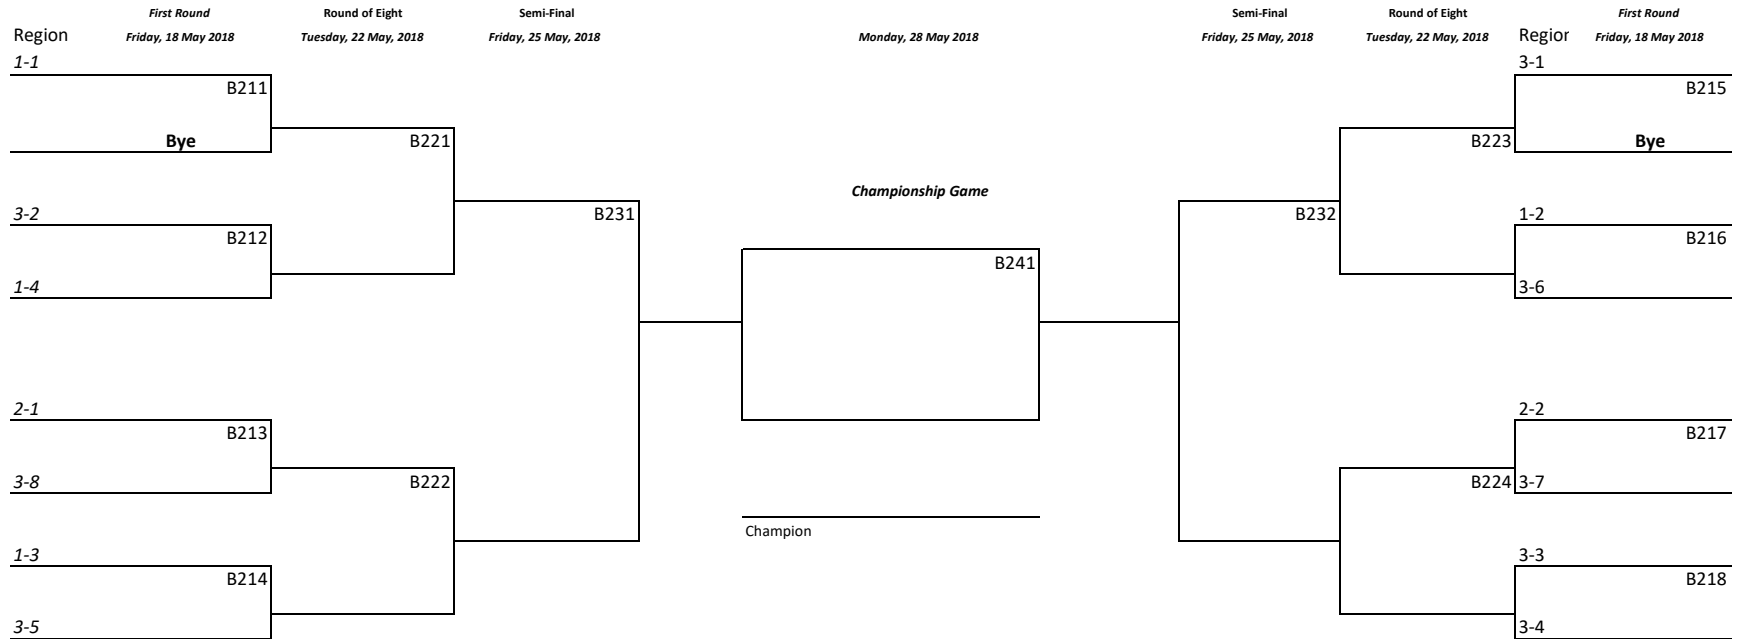 First Round Round of Eight Semi-Final Semi-Final Round of Eight First Round
Region Friday, 18 May 2018 Tuesday, 22 May, 2018 Friday, 25 May, 2018 Monday, 28 May 2018 Friday, 25 May, 2018 Tuesday, 22 May, 2018 Region Friday, 18 May 2018
1-1 3-1
B211 B215
Bye B221 B223 Bye
Championship Game
3-2 B231 B232 1-2
B212 B216
B241
1-4 3-6
2-1 2-2
B213 B217
3-8 B222 B224 3-7
Champion
1-3 3-3
B214 B218
3-5 3-4